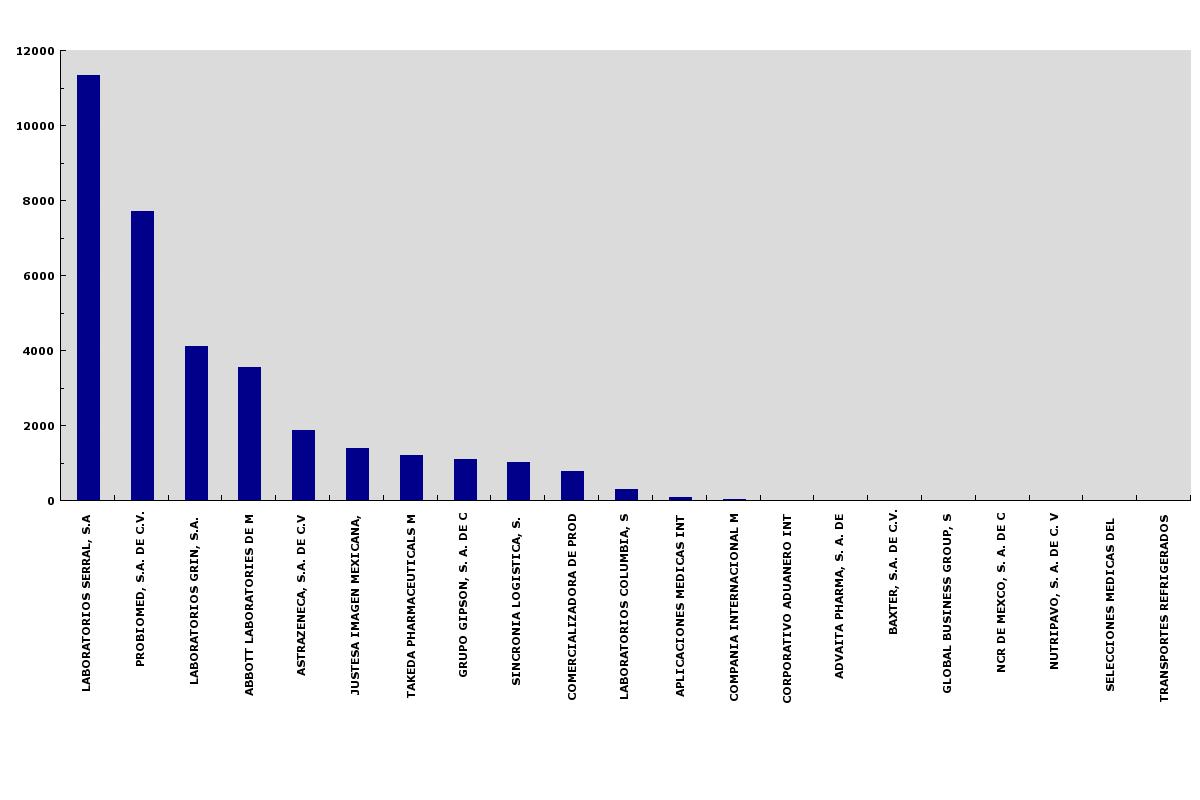 12000
10000
8000
6000
4000
2000
0
LABORATORIOS SERRAL, S.A
PROBIOMED, S.A. DE C.V.
LABORATORIOS GRIN, S.A.
ABBOTT LABORATORIES DE M
ASTRAZENECA, S.A. DE C.V
JUSTESA IMAGEN MEXICANA,
TAKEDA PHARMACEUTICALS M
GRUPO GIPSON, S. A. DE C
SINCRONIA LOGISTICA, S.
COMERCIALIZADORA DE PROD
LABORATORIOS COLUMBIA, S
APLICACIONES MEDICAS INT
COMPANIA INTERNACIONAL M
CORPORATIVO ADUANERO INT
ADVAITA PHARMA, S. A. DE
BAXTER, S.A. DE C.V.
GLOBAL BUSINESS GROUP, S
NCR DE MEXCO, S. A. DE C
NUTRIPAVO, S. A. DE C. V
SELECCIONES MEDICAS DEL
TRANSPORTES REFRIGERADOS